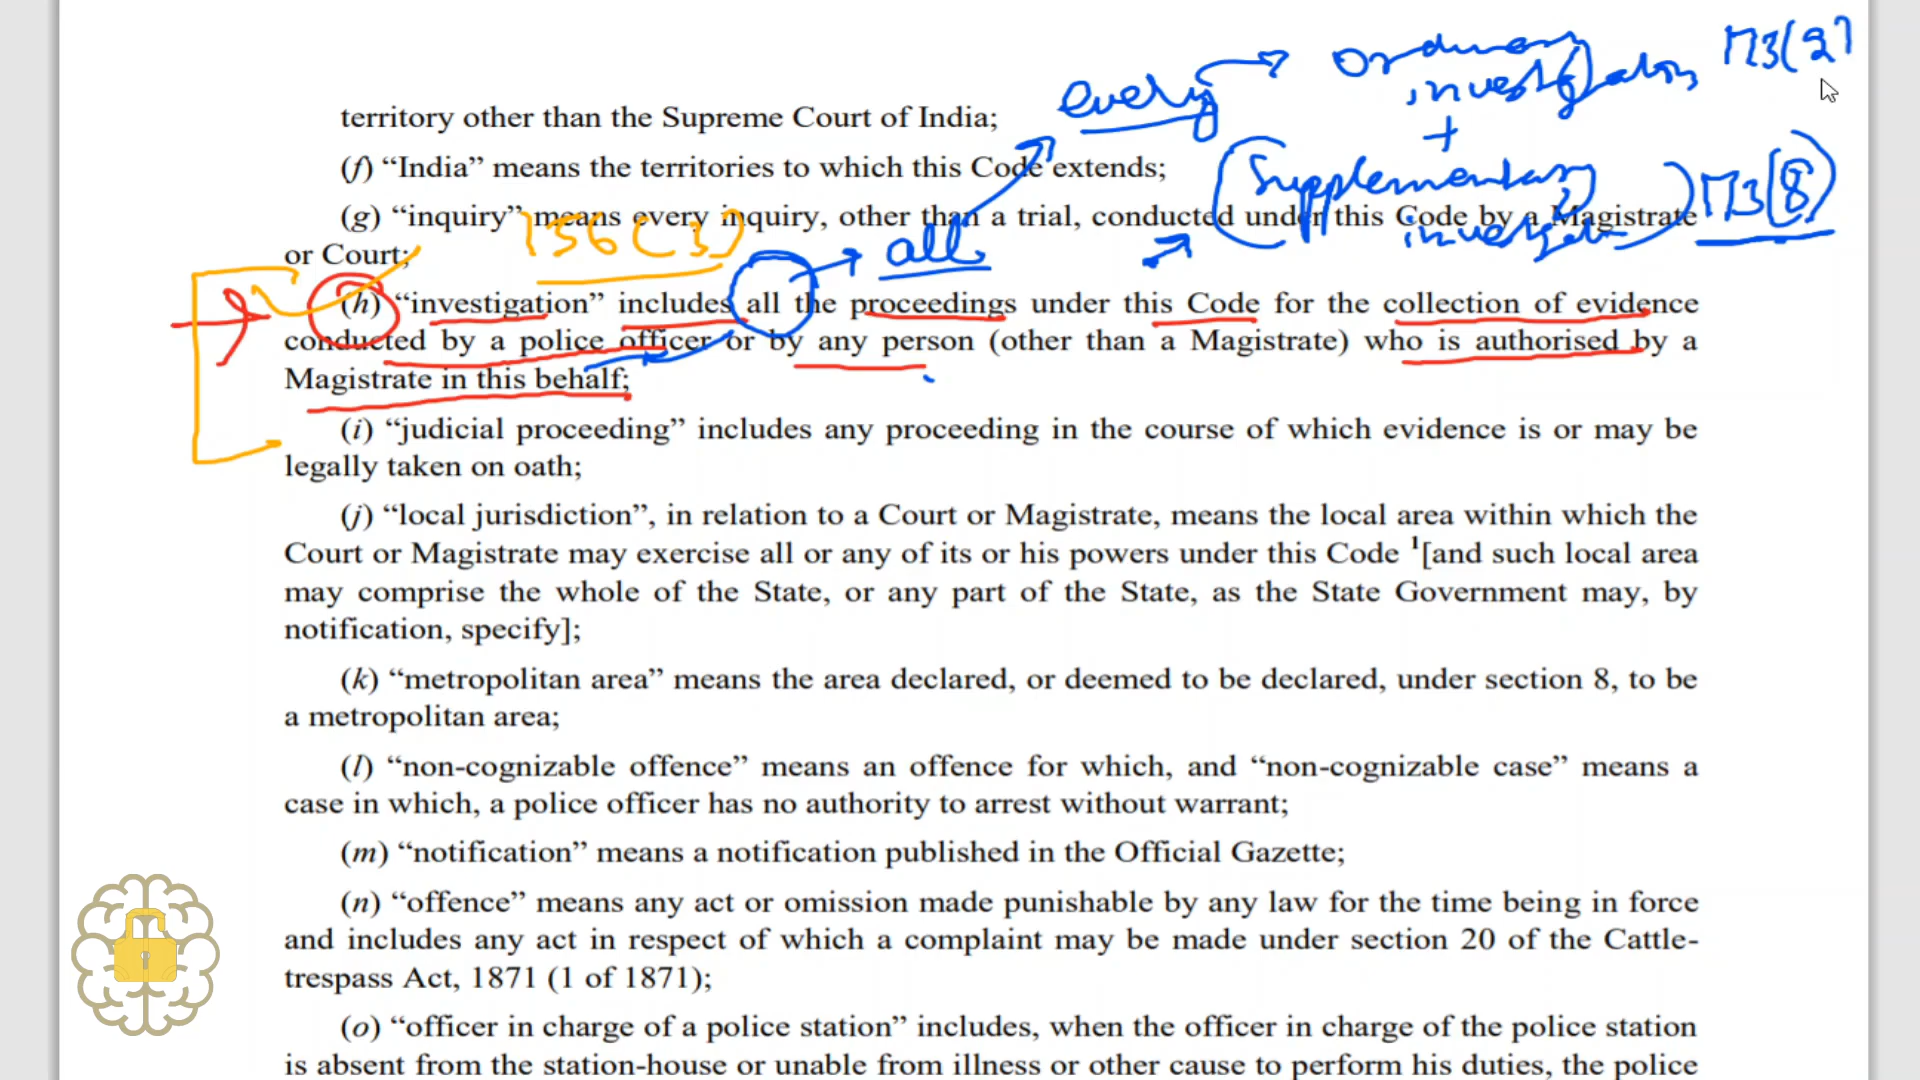 ordinary 173(2)
every investigation
+
territory other than the Supreme Court of India;
(f) “India” means the territories to which this Code extends;
Supplementary 173(8)
(g) “inquiry” means every inquiry, other than a trial, conducted under this Code by a Magistrate
156(3) all
or Court;
(h) “investigation” includes all the proceedings under this Code for the collection of evidence
conducted by a police officer or by any person (other than a Magistrate) who is authorised by a
Magistrate in this behalf;
(i) “judicial proceeding” includes any proceeding in the course of which evidence is or may be
legally taken on oath;
(j) “local jurisdiction”, in relation to a Court or Magistrate, means the local area within which the
Court or Magistrate may exercise all or any of its or his powers under this Code 1[and such local area
may comprise the whole of the State, or any part of the State, as the State Government may, by
notification, specify];
(k) “metropolitan area” means the area declared, or deemed to be declared, under section 8, to be
a metropolitan area;
(l) “non-cognizable offence” means an offence for which, and “non-cognizable case” means a
case in which, a police officer has no authority to arrest without warrant;
(m) “notification” means a notification published in the Official Gazette;
(n) “offence” means any act or omission made punishable by any law for the time being in force
and includes any act in respect of which a complaint may be made under section 20 of the Cattle-
trespass Act, 1871 (1 of 1871);
(o) “officer in charge of a police station” includes, when the officer in charge of the police station
is absent from the station-house or unable from illness or other cause to perform his duties, the police